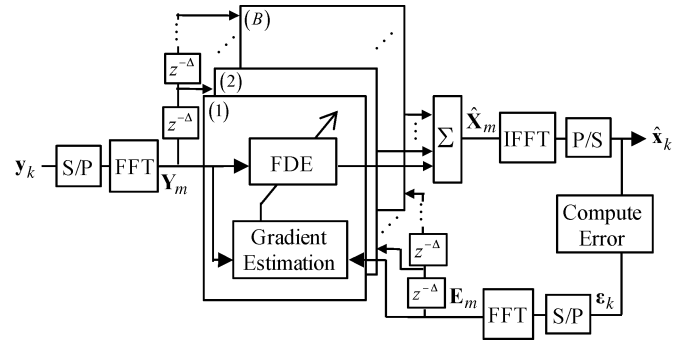 (B)
(2)
(1)
z^{-Δ}
z^{-Δ}
y_k
S/P
FFT
Y_m
FDE
Gradient
Estimation
Σ
X̂_m
IFFT
P/S
x̂_k
Compute
Error
z^{-Δ}
z^{-Δ}
E_m
FFT
S/P
ε_k